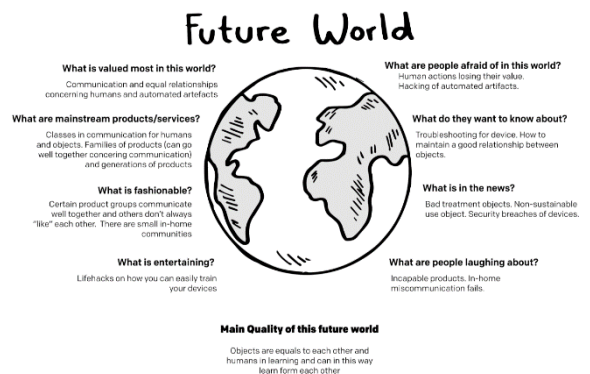 Future World
What is valued most in this world?
Communication and equal relationships
concerning humans and automated artefacts
What are mainstream products/services?
Classes in communication for humans
and objects. Families of products (can go
well together concering communication)
and generations of products
What is fashionable?
Certain product groups communicate
well together and others don't always
"like" each other. There are small in-home
communities
What is entertaining?
Lifehacks on how you can easily train
your devices
What are people afraid of in this world?
Human actions losing their value.
Hacking of automated artifacts.
What do they want to know about?
Troubleshooting for device. How to
maintain a good relationship between
objects.
What is in the news?
Bad treatment objects. Non-sustainable
use object. Security breaches of devices.
What are people laughing about?
Incapable products. In-home
miscommunication fails.
Main Quality of this future world
Objects are equals to each other and
humans in learning and can in this way
learn form each other